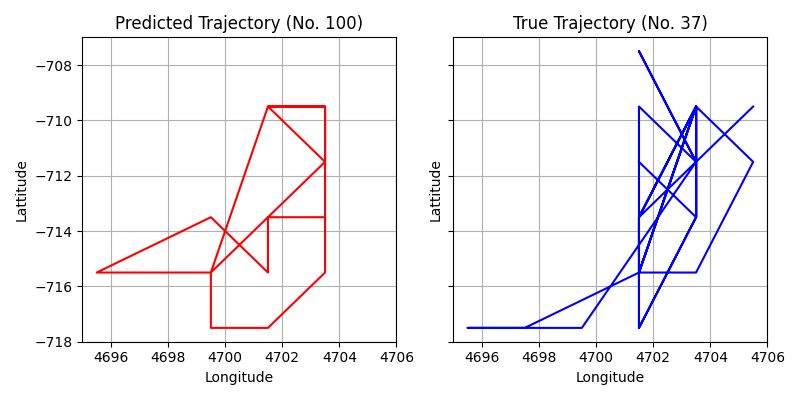 Predicted Trajectory (No. 100)
True Trajectory (No. 37)
−708
−710
−712
−714
−716
−718
Lattitude
Lattitude
4696 4698 4700 4702 4704 4706
4696 4698 4700 4702 4704 4706
Longitude
Longitude